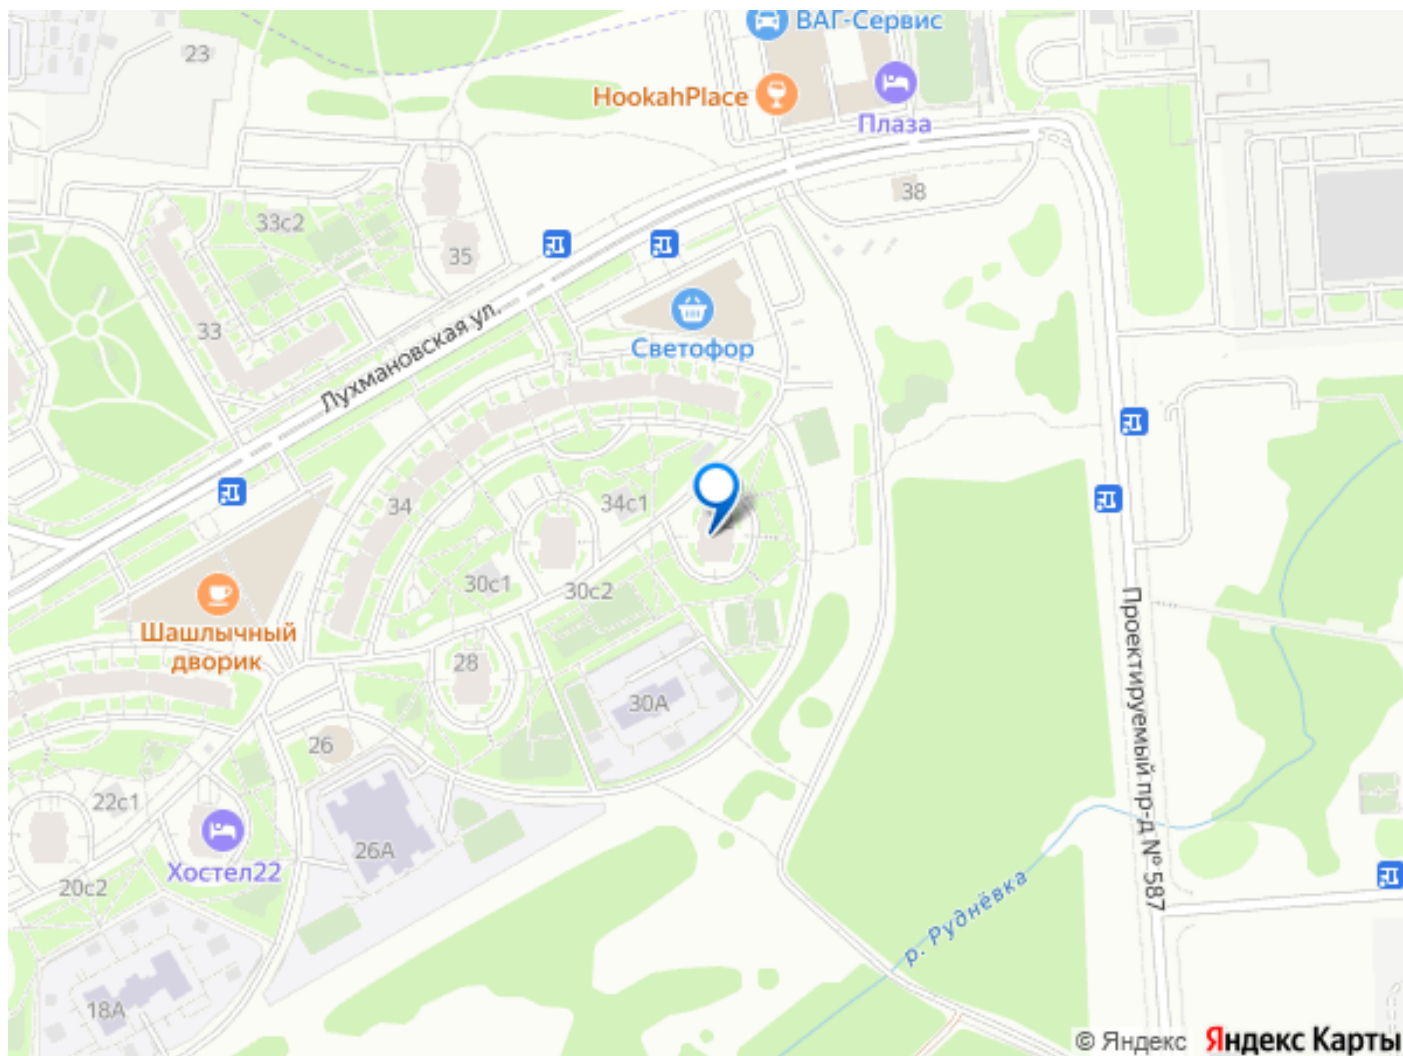 ВАГ-Сервис
23
HookahPlace
Плаза
38
33с2
35
33
Лухмановская ул.
Светофор
34
34с1
30с1
30с2
Шашлычный
дворик
28
30А
Проектируемый пр-д № 587
26
22с1
26А
Хостел22
20с2
р. Руднёвка
18А
© Яндекс Яндекс Карты